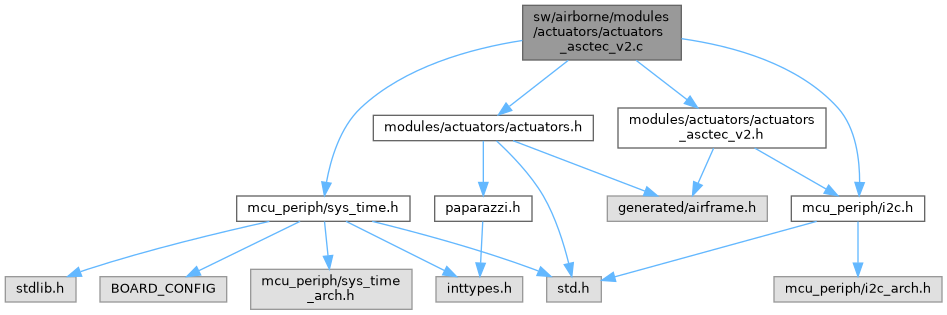 sw/airborne/modules
/actuators/actuators
_asctec_v2.c
modules/actuators/actuators.h
modules/actuators/actuators
_asctec_v2.h
mcu_periph/sys_time.h
paparazzi.h
generated/airframe.h
mcu_periph/i2c.h
stdlib.h
BOARD_CONFIG
mcu_periph/sys_time
_arch.h
inttypes.h
std.h
mcu_periph/i2c_arch.h